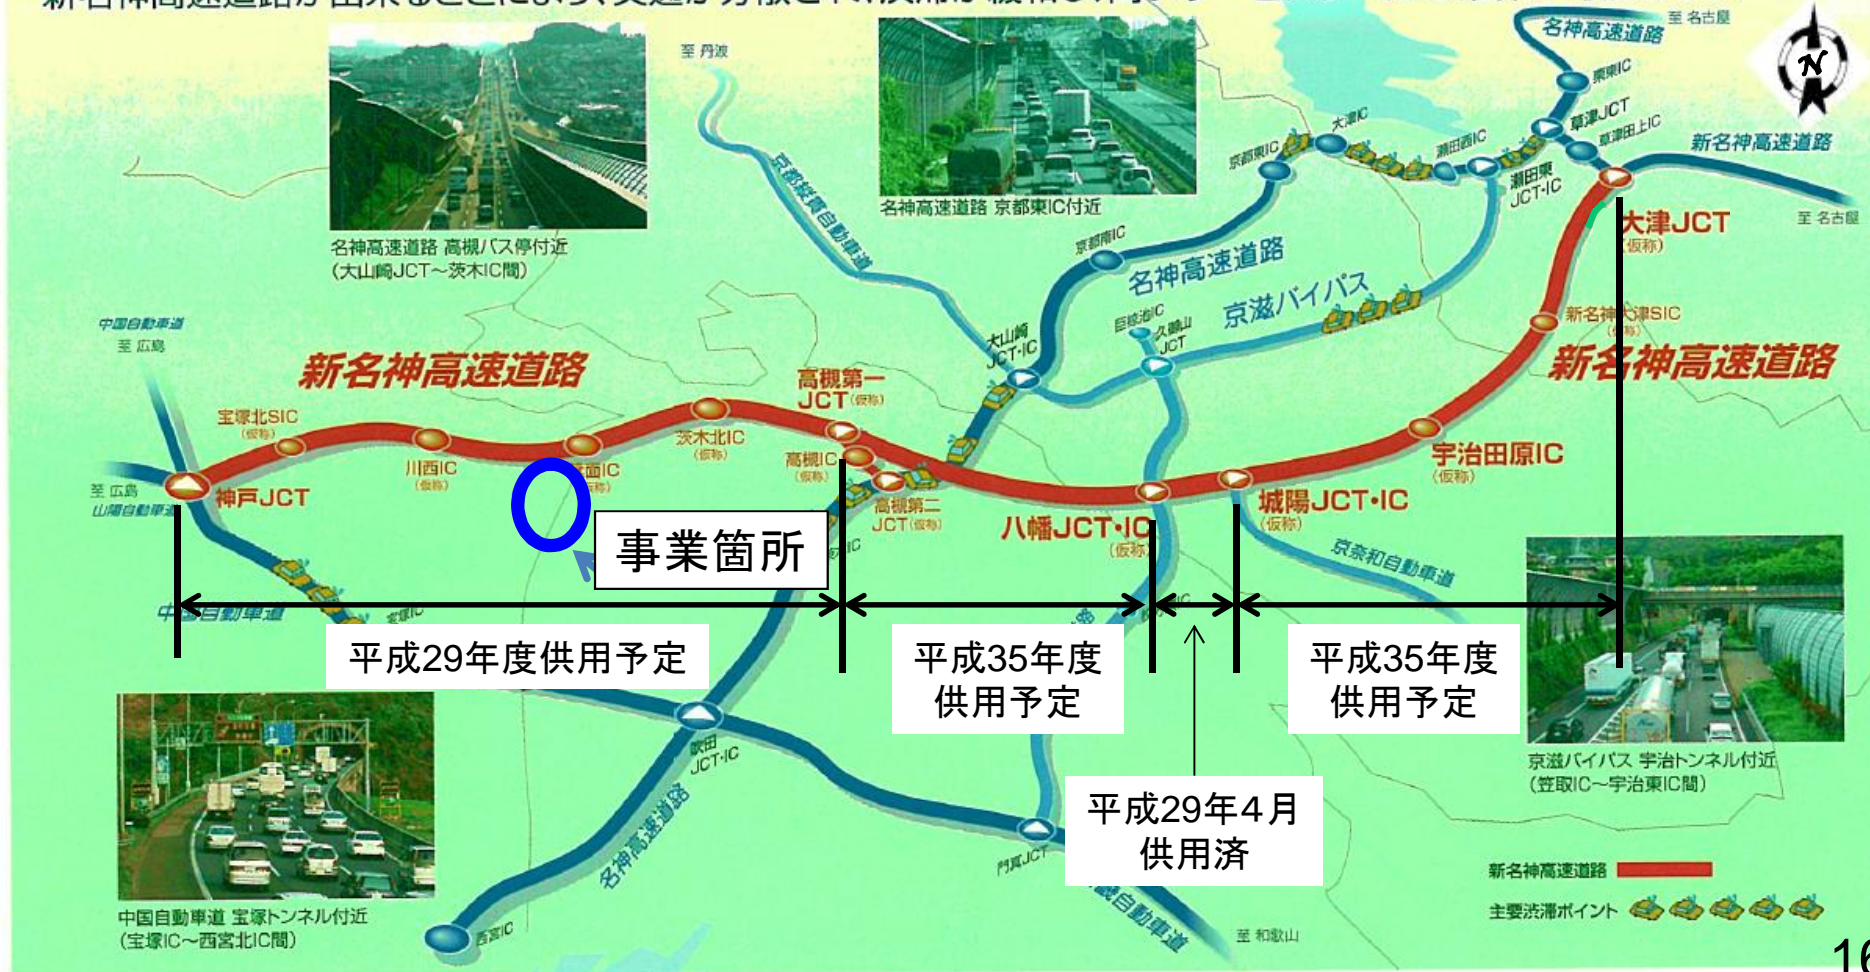 至 名古屋
名神高速道路
栗東IC
草津JCT
草津田上IC
新名神高速道路
至 名古屋
至 丹波
京都縦貫自動車道
名神高速道路 高槻バス停付近
(大山崎JCT～茨木IC間)
名神高速道路 京都東IC付近
京都東IC
大津IC
瀬田西IC
瀬田東
JCT・IC
大津JCT
(仮称)
京都南IC
名神高速道路
京滋バイパス
巨椋池IC
久御山
JCT
大山崎
JCT・IC
新名神大津SIC
(仮称)
新名神高速道路
中国自動車道
至 広島
新名神高速道路
宝塚北SIC
(仮称)
川西IC
(仮称)
面IC
茨木北IC
(仮称)
高槻第一
JCT(仮称)
高槻IC
(仮称)
高槻第二
JCT(仮称)
至 広島
山陽自動車道
神戸JCT
八幡JCT・IC
(仮称)
城陽JCT・IC
(仮称)
宇治田原IC
(仮称)
事業箇所
京奈和自動車道
中国自動車道
宝塚IC
平成29年度供用予定
平成35年度
供用予定
平成35年度
供用予定
平成29年4月
供用済
京滋バイパス 宇治トンネル付近
(笠取IC～宇治東IC間)
吹田
JCT・IC
名神高速道路
門真JCT
自動車道
至 和歌山
西宮IC
中国自動車道 宝塚トンネル付近
(宝塚IC～西宮北IC間)
新名神高速道路
主要渋滞ポイント
N